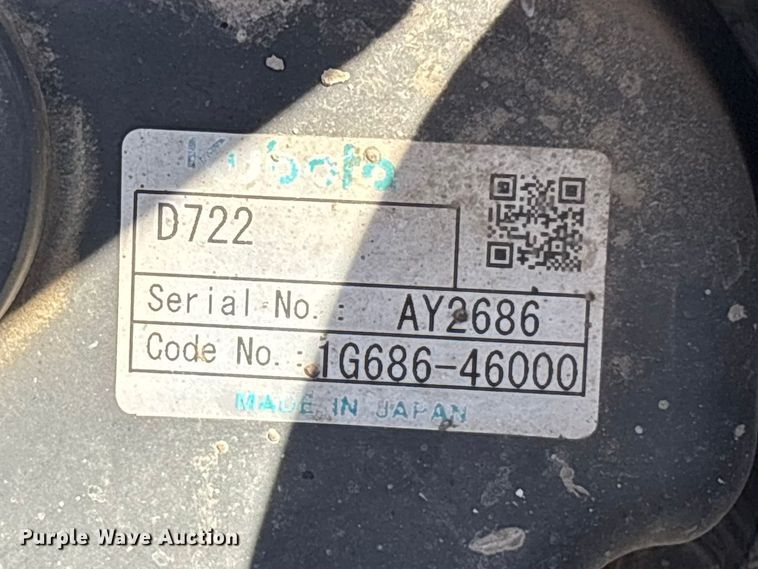 Kubota
D722
Serial No.: AY2686
Code No.: 1G686-46000
MADE IN JAPAN
Purple Wave Auction